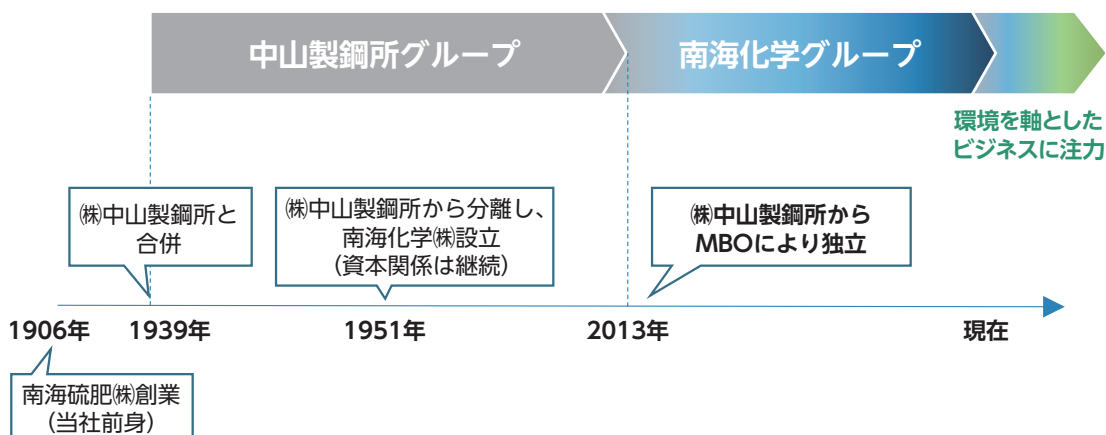 中山製鋼所グループ
南海化学グループ
環境を軸とした
ビジネスに注力
㈱中山製鋼所と
合併
㈱中山製鋼所から分離し、
南海化学㈱設立
（資本関係は継続）
㈱中山製鋼所から
MBOにより独立
1906年
1939年
1951年
2013年
現在
南海硫肥㈱創業
（当社前身）